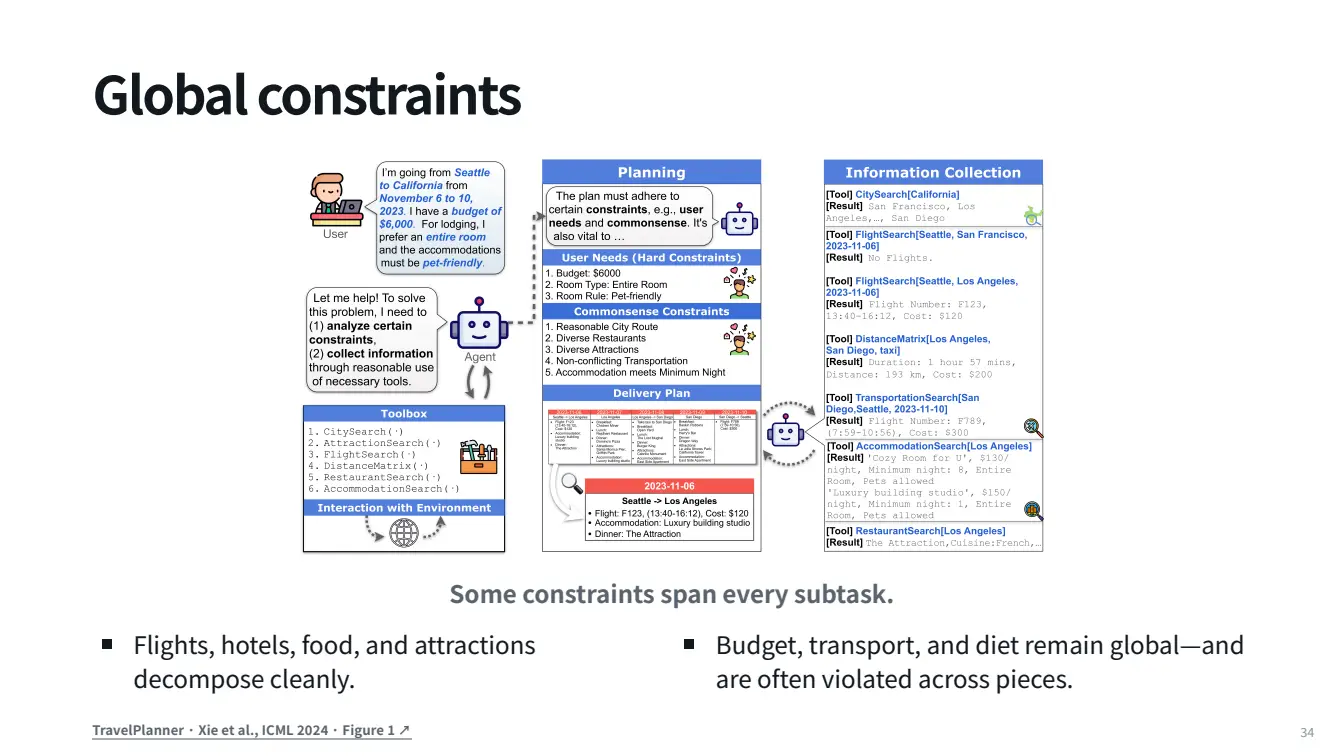 Global constraints
I'm going from Seattle
to California from
November 6 to 10,
2023. I have a budget of
$6,000. For lodging, I
prefer an entire room
and the accommodations
must be pet-friendly.
User
Let me help! To solve
this problem, I need to
(1) analyze certain
constraints,
(2) collect information
through reasonable use
of necessary tools.
Agent
Toolbox
1. CitySearch(·)
2. AttractionSearch(·)
3. FlightSearch(·)
4. DistanceMatrix(·)
5. RestaurantSearch(·)
6. AccommodationSearch(·)
Interaction with Environment
Planning
The plan must adhere to
certain constraints, e.g., user
needs and commonsense. It's
also vital to …
User Needs (Hard Constraints)
1. Budget: $6000
2. Room Type: Entire Room
3. Room Rule: Pet-friendly
Commonsense Constraints
1. Reasonable City Route
2. Diverse Restaurants
3. Diverse Attractions
4. Non-conflicting Transportation
5. Accommodation meets Minimum Night
Delivery Plan
2023-11-06
Seattle -> Los Angeles
• Flight: F123, (13:40-16:12), Cost: $120
• Accommodation: Luxury building studio
• Dinner: The Attraction
Information Collection
[Tool] CitySearch[California]
[Result] San Francisco, Los
Angeles,…, San Diego
[Tool] FlightSearch[Seattle, San Francisco,
2023-11-06]
[Result] No Flights.
[Tool] FlightSearch[Seattle, Los Angeles,
2023-11-06]
[Result] Flight Number: F123,
13:40-16:12, Cost: $120
[Tool] DistanceMatrix[Los Angeles,
San Diego, taxi]
[Result] Duration: 1 hour 57 mins,
Distance: 193 km, Cost: $200
[Tool] TransportationSearch[San
Diego,Seattle, 2023-11-10]
[Result] Flight Number: F789,
(7:59-10:56), Cost: $300
[Tool] AccommodationSearch[Los Angeles]
[Result] 'Cozy Room for U', $130/
night, Minimum night: 8, Entire
Room, Pets allowed
'Luxury building studio', $150/
night, Minimum night: 1, Entire
Room, Pets allowed
[Tool] RestaurantSearch[Los Angeles]
[Result] The Attraction,Cuisine:French,…
Some constraints span every subtask.
Flights, hotels, food, and attractions
decompose cleanly.
Budget, transport, and diet remain global—and
are often violated across pieces.
TravelPlanner · Xie et al., ICML 2024 · Figure 1 ↗
34